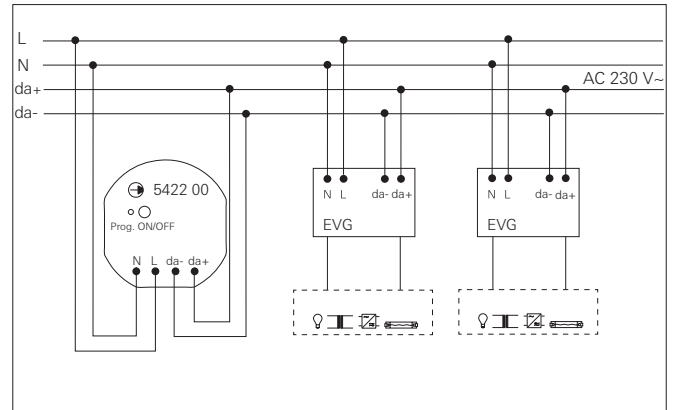 L
N
da+
AC 230 V~
da-
5422 00
Prog. ON/OFF
N L da- da+
N L da- da+
EVG
N L da- da+
EVG